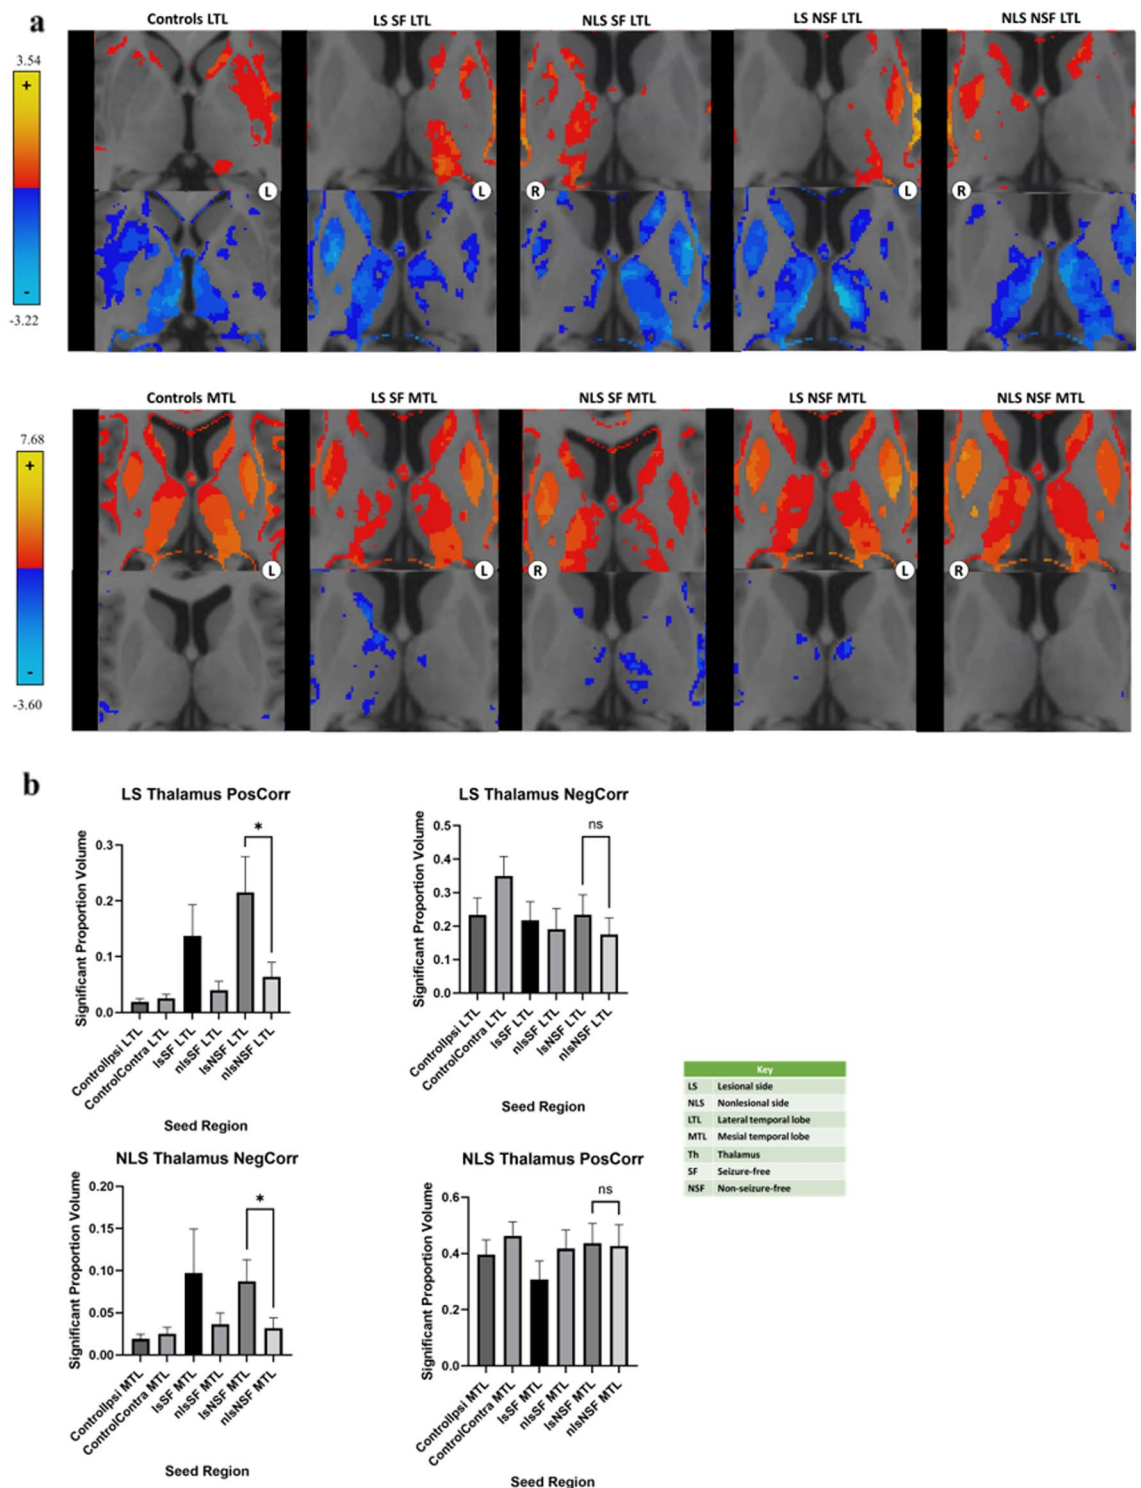 a
Controls LTL LS SF LTL NLS SF LTL LS NSF LTL NLS NSF LTL
3.54
+
-
-3.22
L L R L R
Controls MTL LS SF MTL NLS SF MTL LS NSF MTL NLS NSF MTL
7.68
+
-
-3.60
L L R L R
b
LS Thalamus PosCorr
Significant Proportion Volume
0.3
0.2
0.1
0.0
*
ControlIpsi LTL
ControlContra LTL
lsSF LTL
nlsSF LTL
lsNSF LTL
nlsNSF LTL
Seed Region
LS Thalamus NegCorr
Significant Proportion Volume
0.5
0.4
0.3
0.2
0.1
0.0
ns
ControlIpsi LTL
ControlContra LTL
lsSF LTL
nlsSF LTL
lsNSF LTL
nlsNSF LTL
Seed Region
Key
LS Lesional side
NLS Nonlesional side
LTL Lateral temporal lobe
MTL Mesial temporal lobe
Th Thalamus
SF Seizure-free
NSF Non-seizure-free
NLS Thalamus NegCorr
Significant Proportion Volume
0.20
0.15
0.10
0.05
0.00
*
ControlIpsi MTL
ControlContra MTL
lsSF MTL
nlsSF MTL
lsNSF MTL
nlsNSF MTL
Seed Region
NLS Thalamus PosCorr
Significant Proportion Volume
0.6
0.4
0.2
0.0
ns
ControlIpsi MTL
ControlContra MTL
lsSF MTL
nlsSF MTL
lsNSF MTL
nlsNSF MTL
Seed Region